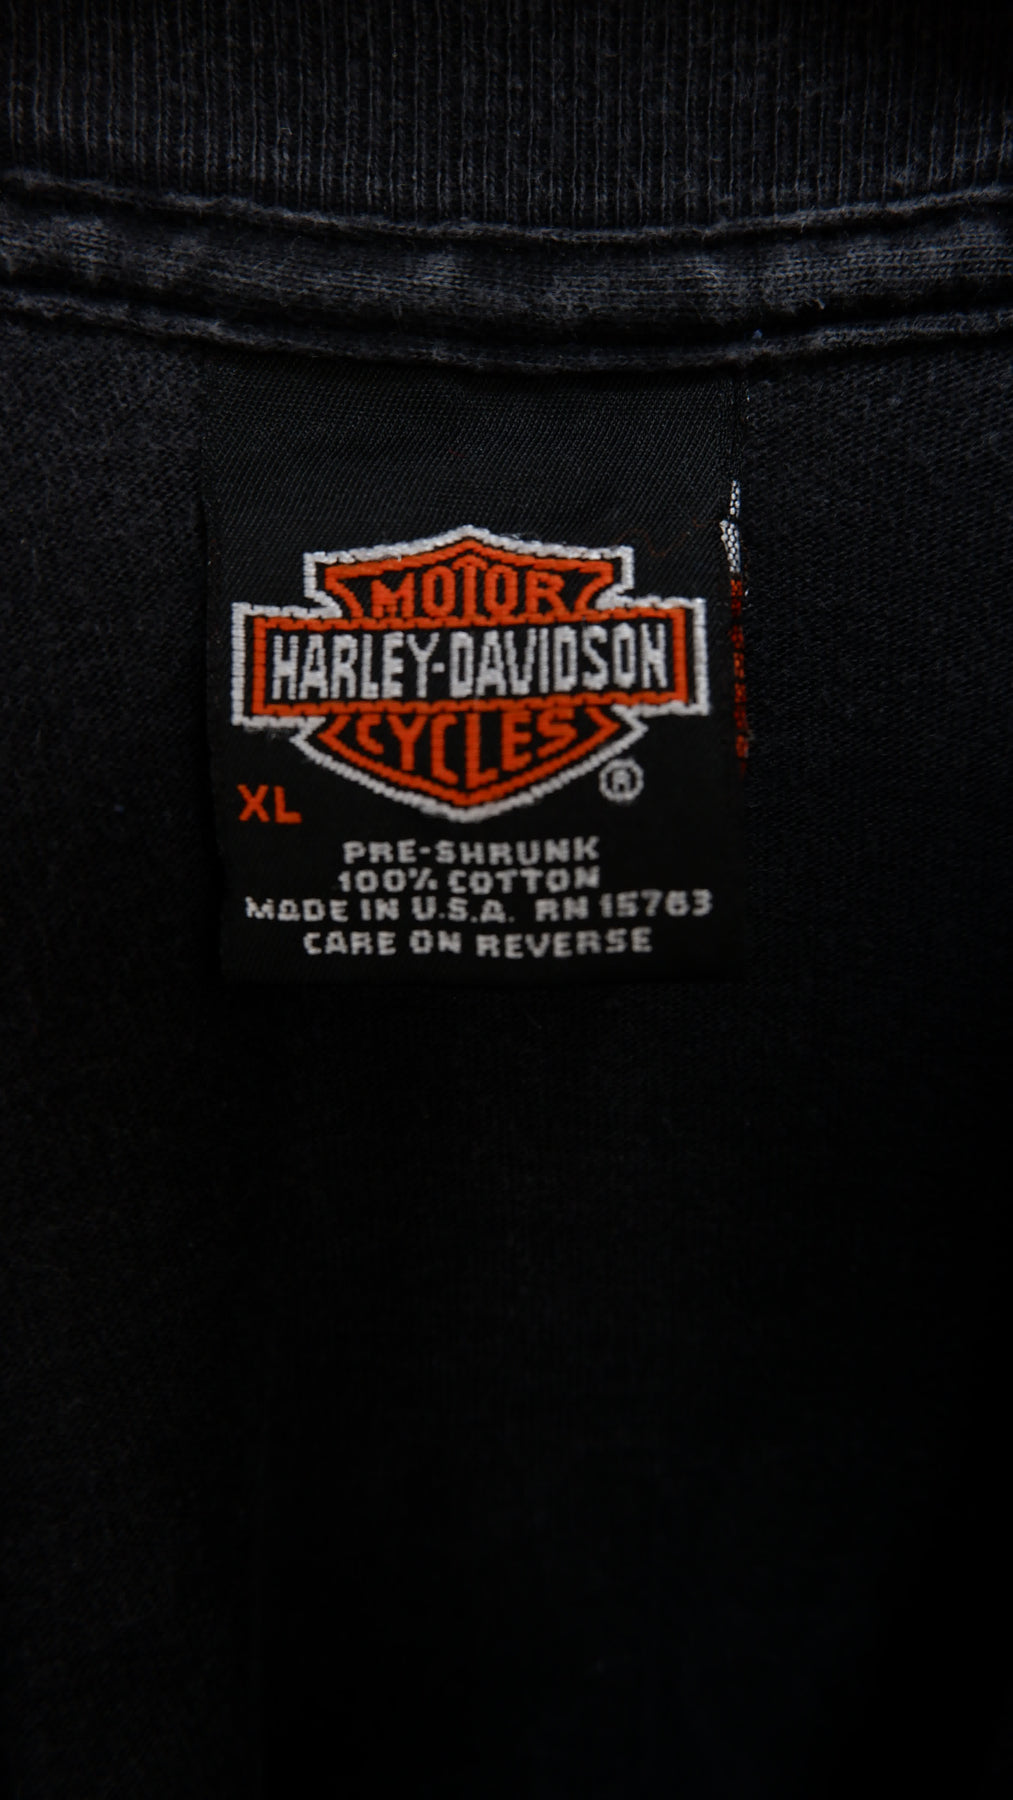 MOTOR
HARLEY-DAVIDSON
CYCLES
®
XL
PRE-SHRUNK
100% COTTON
MADE IN U.S.A. RN 15763
CARE ON REVERSE